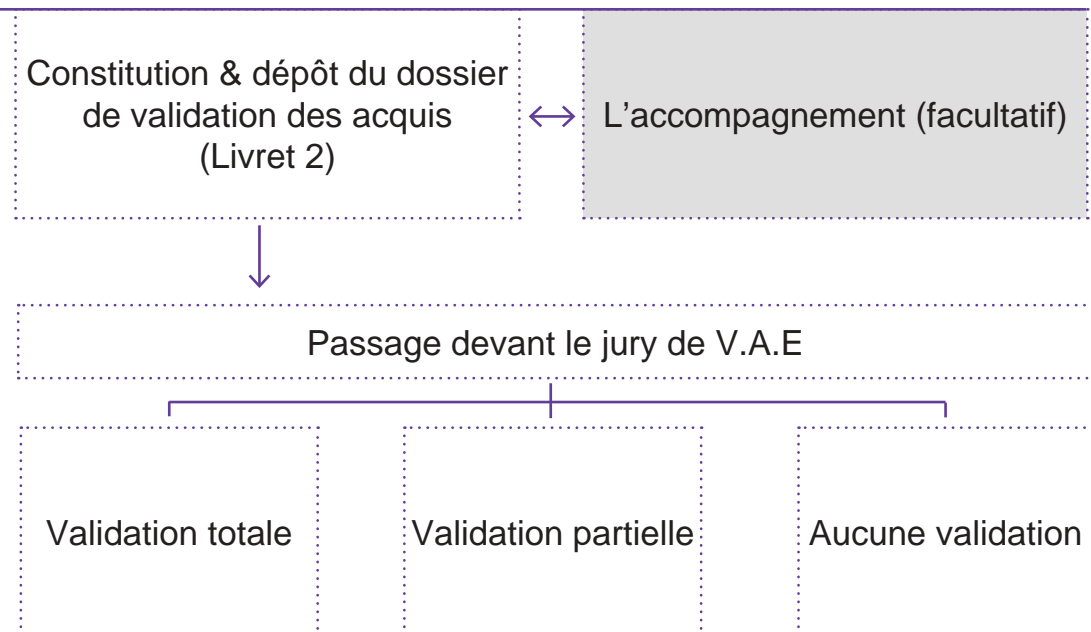 Constitution & dépôt du dossier
de validation des acquis
(Livret 2)
L'accompagnement (facultatif)
Passage devant le jury de V.A.E
Validation totale
Validation partielle
Aucune validation